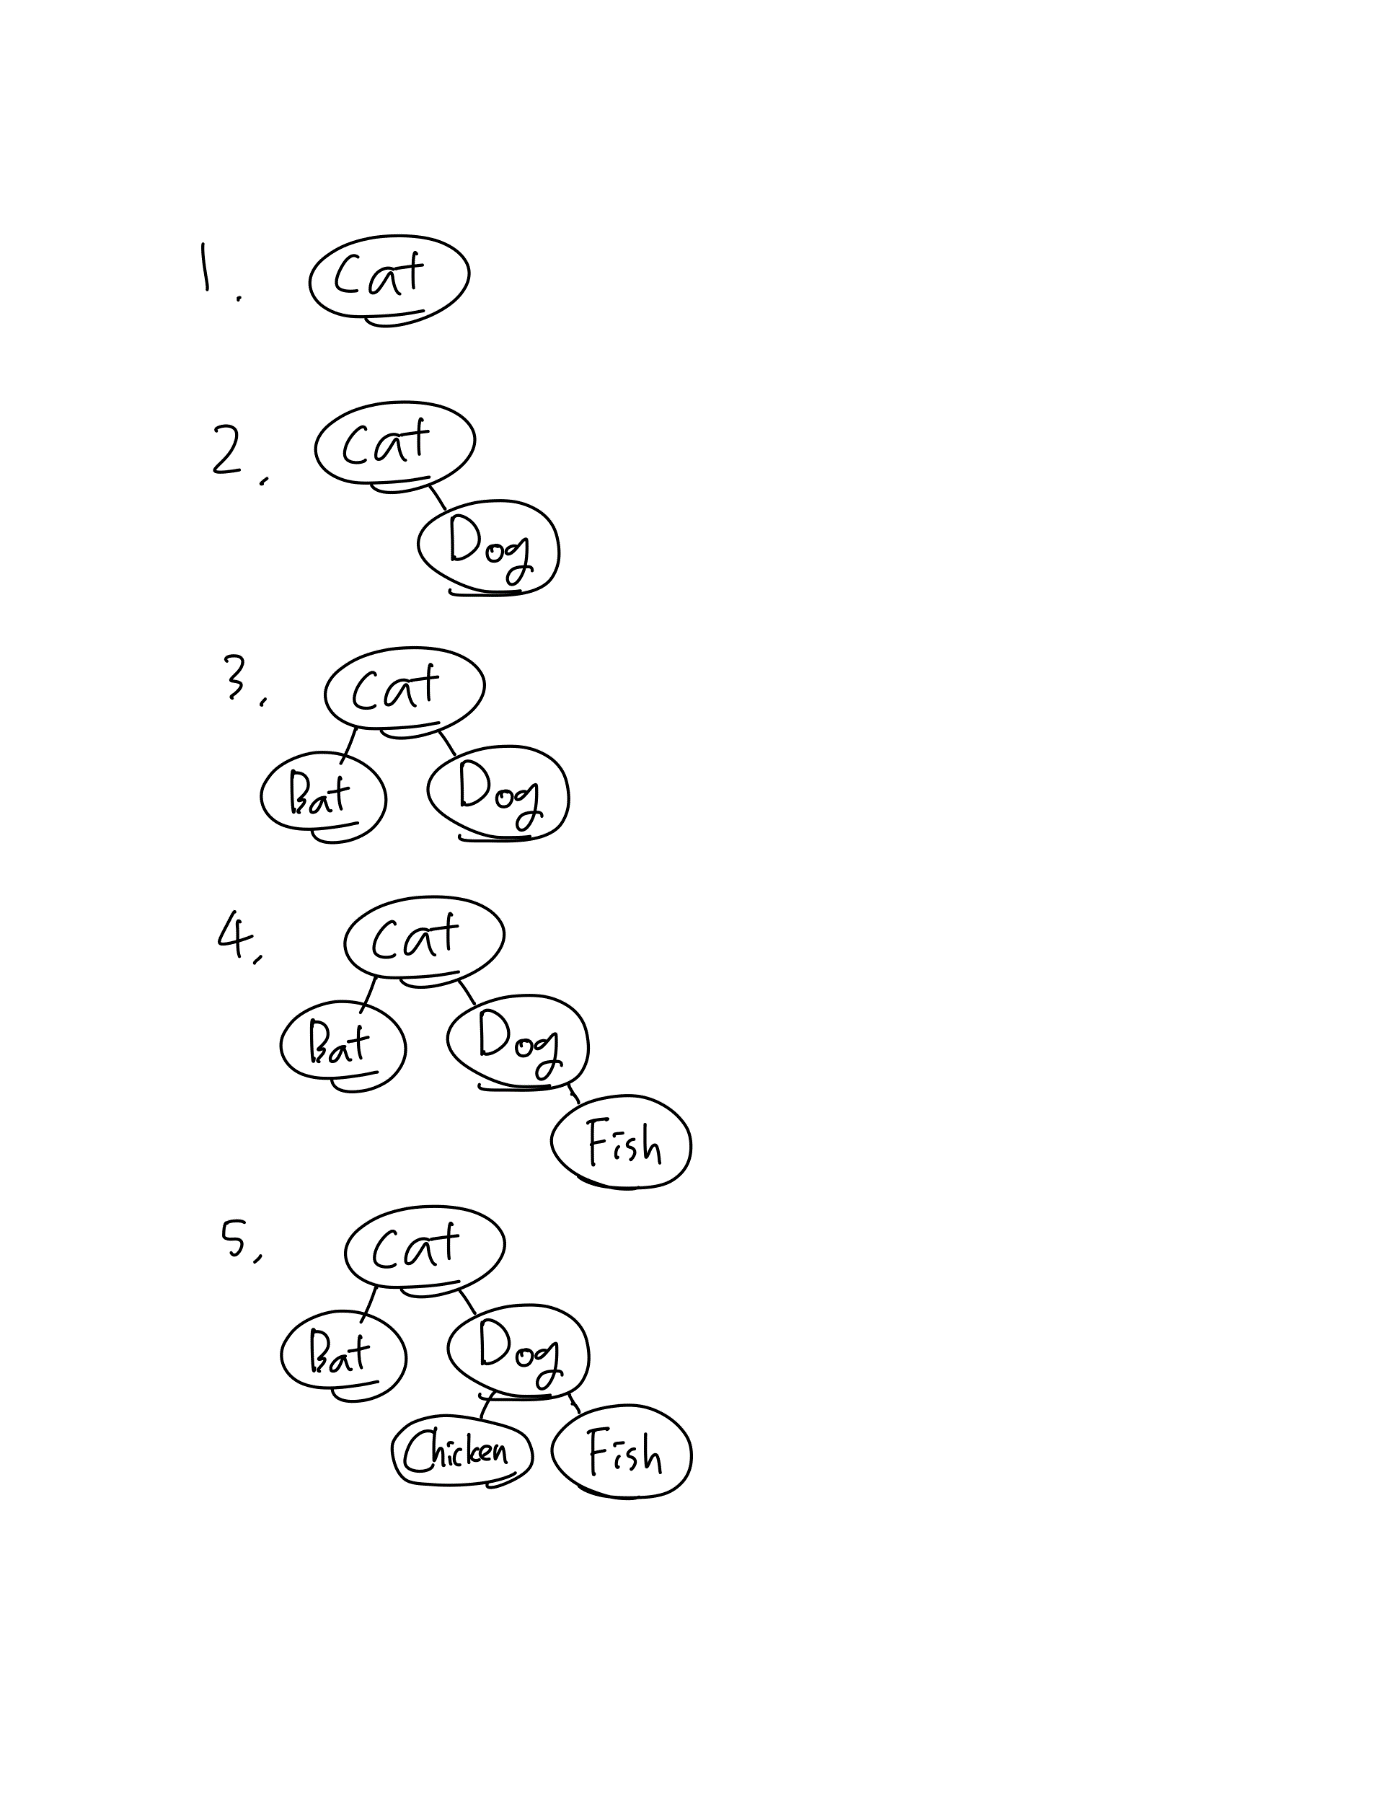 1. Cat
2. Cat
Dog
3. Cat
Bat Dog
4. Cat
Bat Dog
Fish
5. Cat
Bat Dog
Chicken Fish